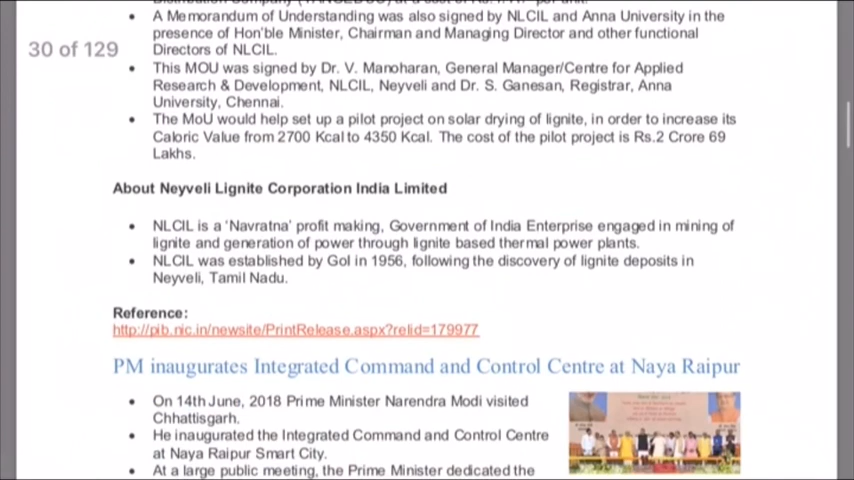 A Memorandum of Understanding was also signed by NLCIL and Anna University in the
30 of 129
presence of Hon'ble Minister, Chairman and Managing Director and other functional
Directors of NLCIL.
This MOU was signed by Dr. V. Manoharan, General Manager/Centre for Applied
Research & Development, NLCIL, Neyveli and Dr. S. Ganesan, Registrar, Anna
University, Chennai.
The MoU would help set up a pilot project on solar drying of lignite, in order to increase its
Caloric Value from 2700 Kcal to 4350 Kcal. The cost of the pilot project is Rs.2 Crore 69
Lakhs.
About Neyveli Lignite Corporation India Limited
NLCIL is a 'Navratna' profit making, Government of India Enterprise engaged in mining of
lignite and generation of power through lignite based thermal power plants.
NLCIL was established by GoI in 1956, following the discovery of lignite deposits in
Neyveli, Tamil Nadu.
Reference:
http://pib.nic.in/newsite/PrintRelease.aspx?relid=179977
PM inaugurates Integrated Command and Control Centre at Naya Raipur
On 14th June, 2018 Prime Minister Narendra Modi visited
Chhattisgarh.
He inaugurated the Integrated Command and Control Centre
at Naya Raipur Smart City.
At a large public meeting, the Prime Minister dedicated the